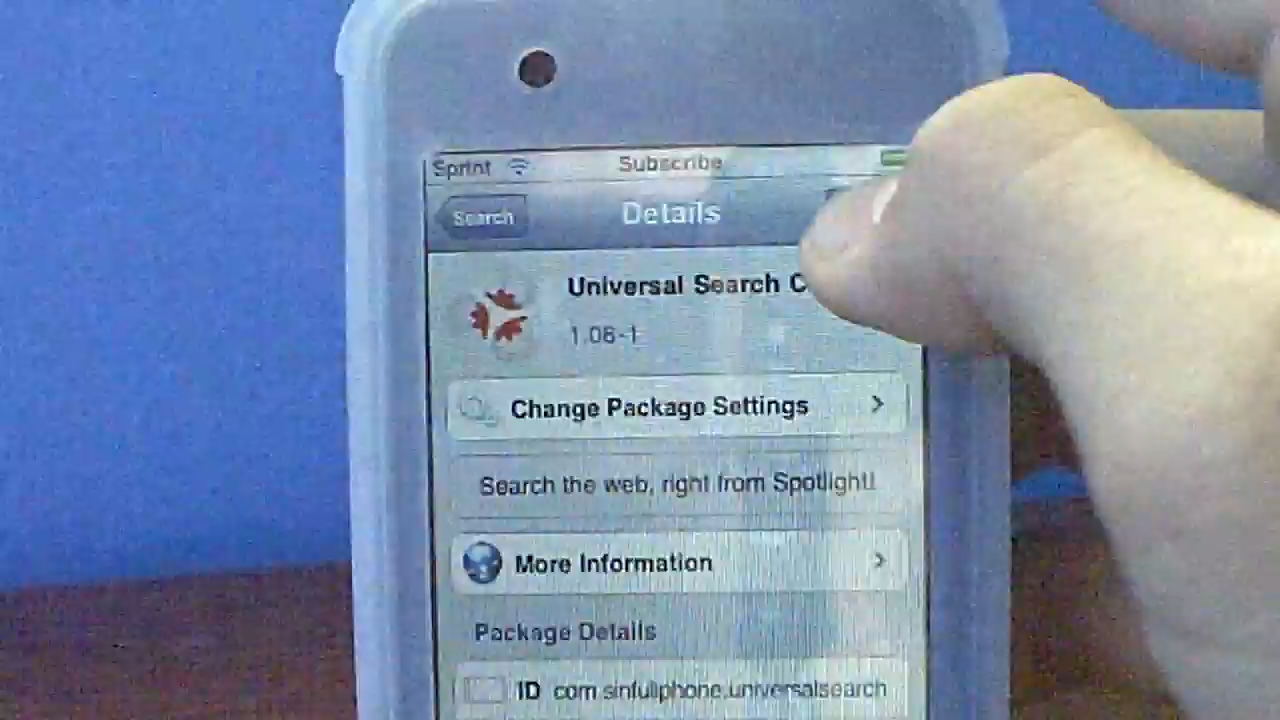 Sprint Subscribe
Search Details
Universal Search
1.08-1
Change Package Settings
Search the web, right from Spotlight!
More Information
Package Details
ID com.sinfuliphone.universalsearch